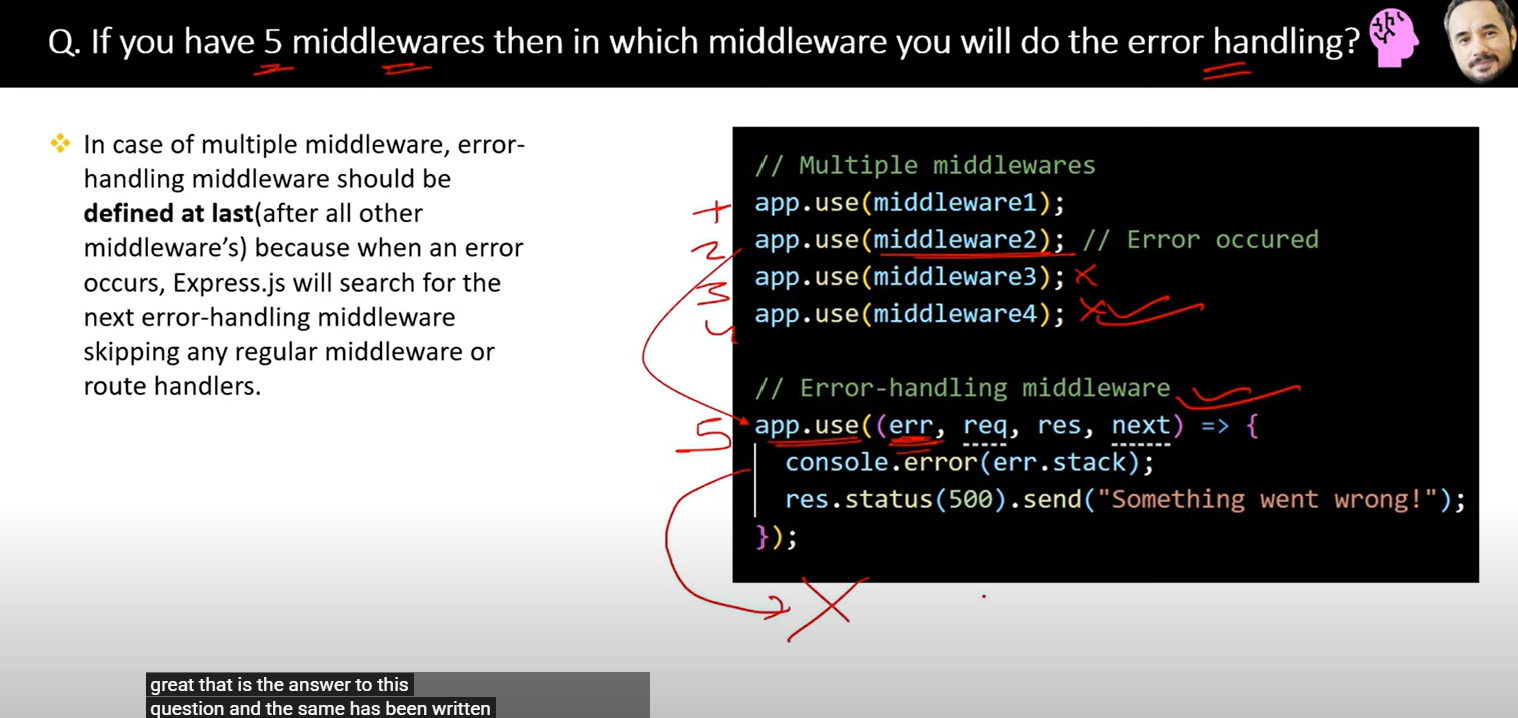 Q. If you have 5 middlewares then in which middleware you will do the error handling?
In case of multiple middleware, error-
handling middleware should be
defined at last(after all other
middleware's) because when an error
occurs, Express.js will search for the
next error-handling middleware
skipping any regular middleware or
route handlers.
// Multiple middlewares
1 app.use(middleware1);
2 app.use(middleware2); // Error occured
3 app.use(middleware3);
4 app.use(middleware4);
// Error-handling middleware
5 app.use((err, req, res, next) => {
console.error(err.stack);
res.status(500).send("Something went wrong!");
});
great that is the answer to this
question and the same has been written